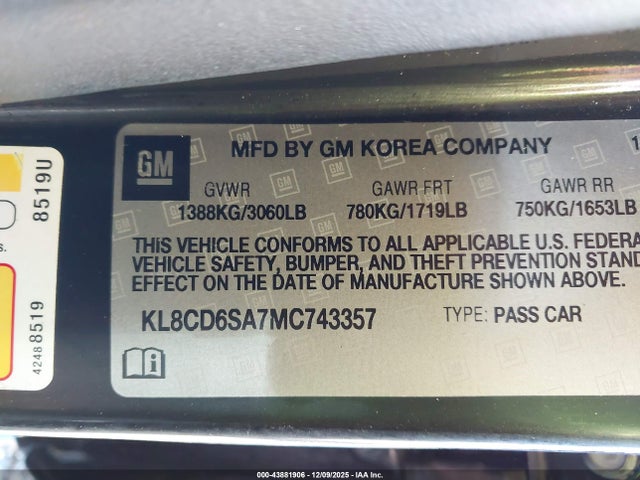 GM
MFD BY GM KOREA COMPANY
GVWR GAWR FRT GAWR RR
1388KG/3060LB 780KG/1719LB 750KG/1653LB
THIS VEHICLE CONFORMS TO ALL APPLICABLE U.S. FEDERA
VEHICLE SAFETY, BUMPER, AND THEFT PREVENTION STAND
EFFECT ON THE DATE OF MANUFACTURE SHOWN ABOVE.
KL8CD6SA7MC743357 TYPE: PASS CAR
8519U
s.
4248 8519
000-43881906 - 12/09/2025 - IAA Inc.